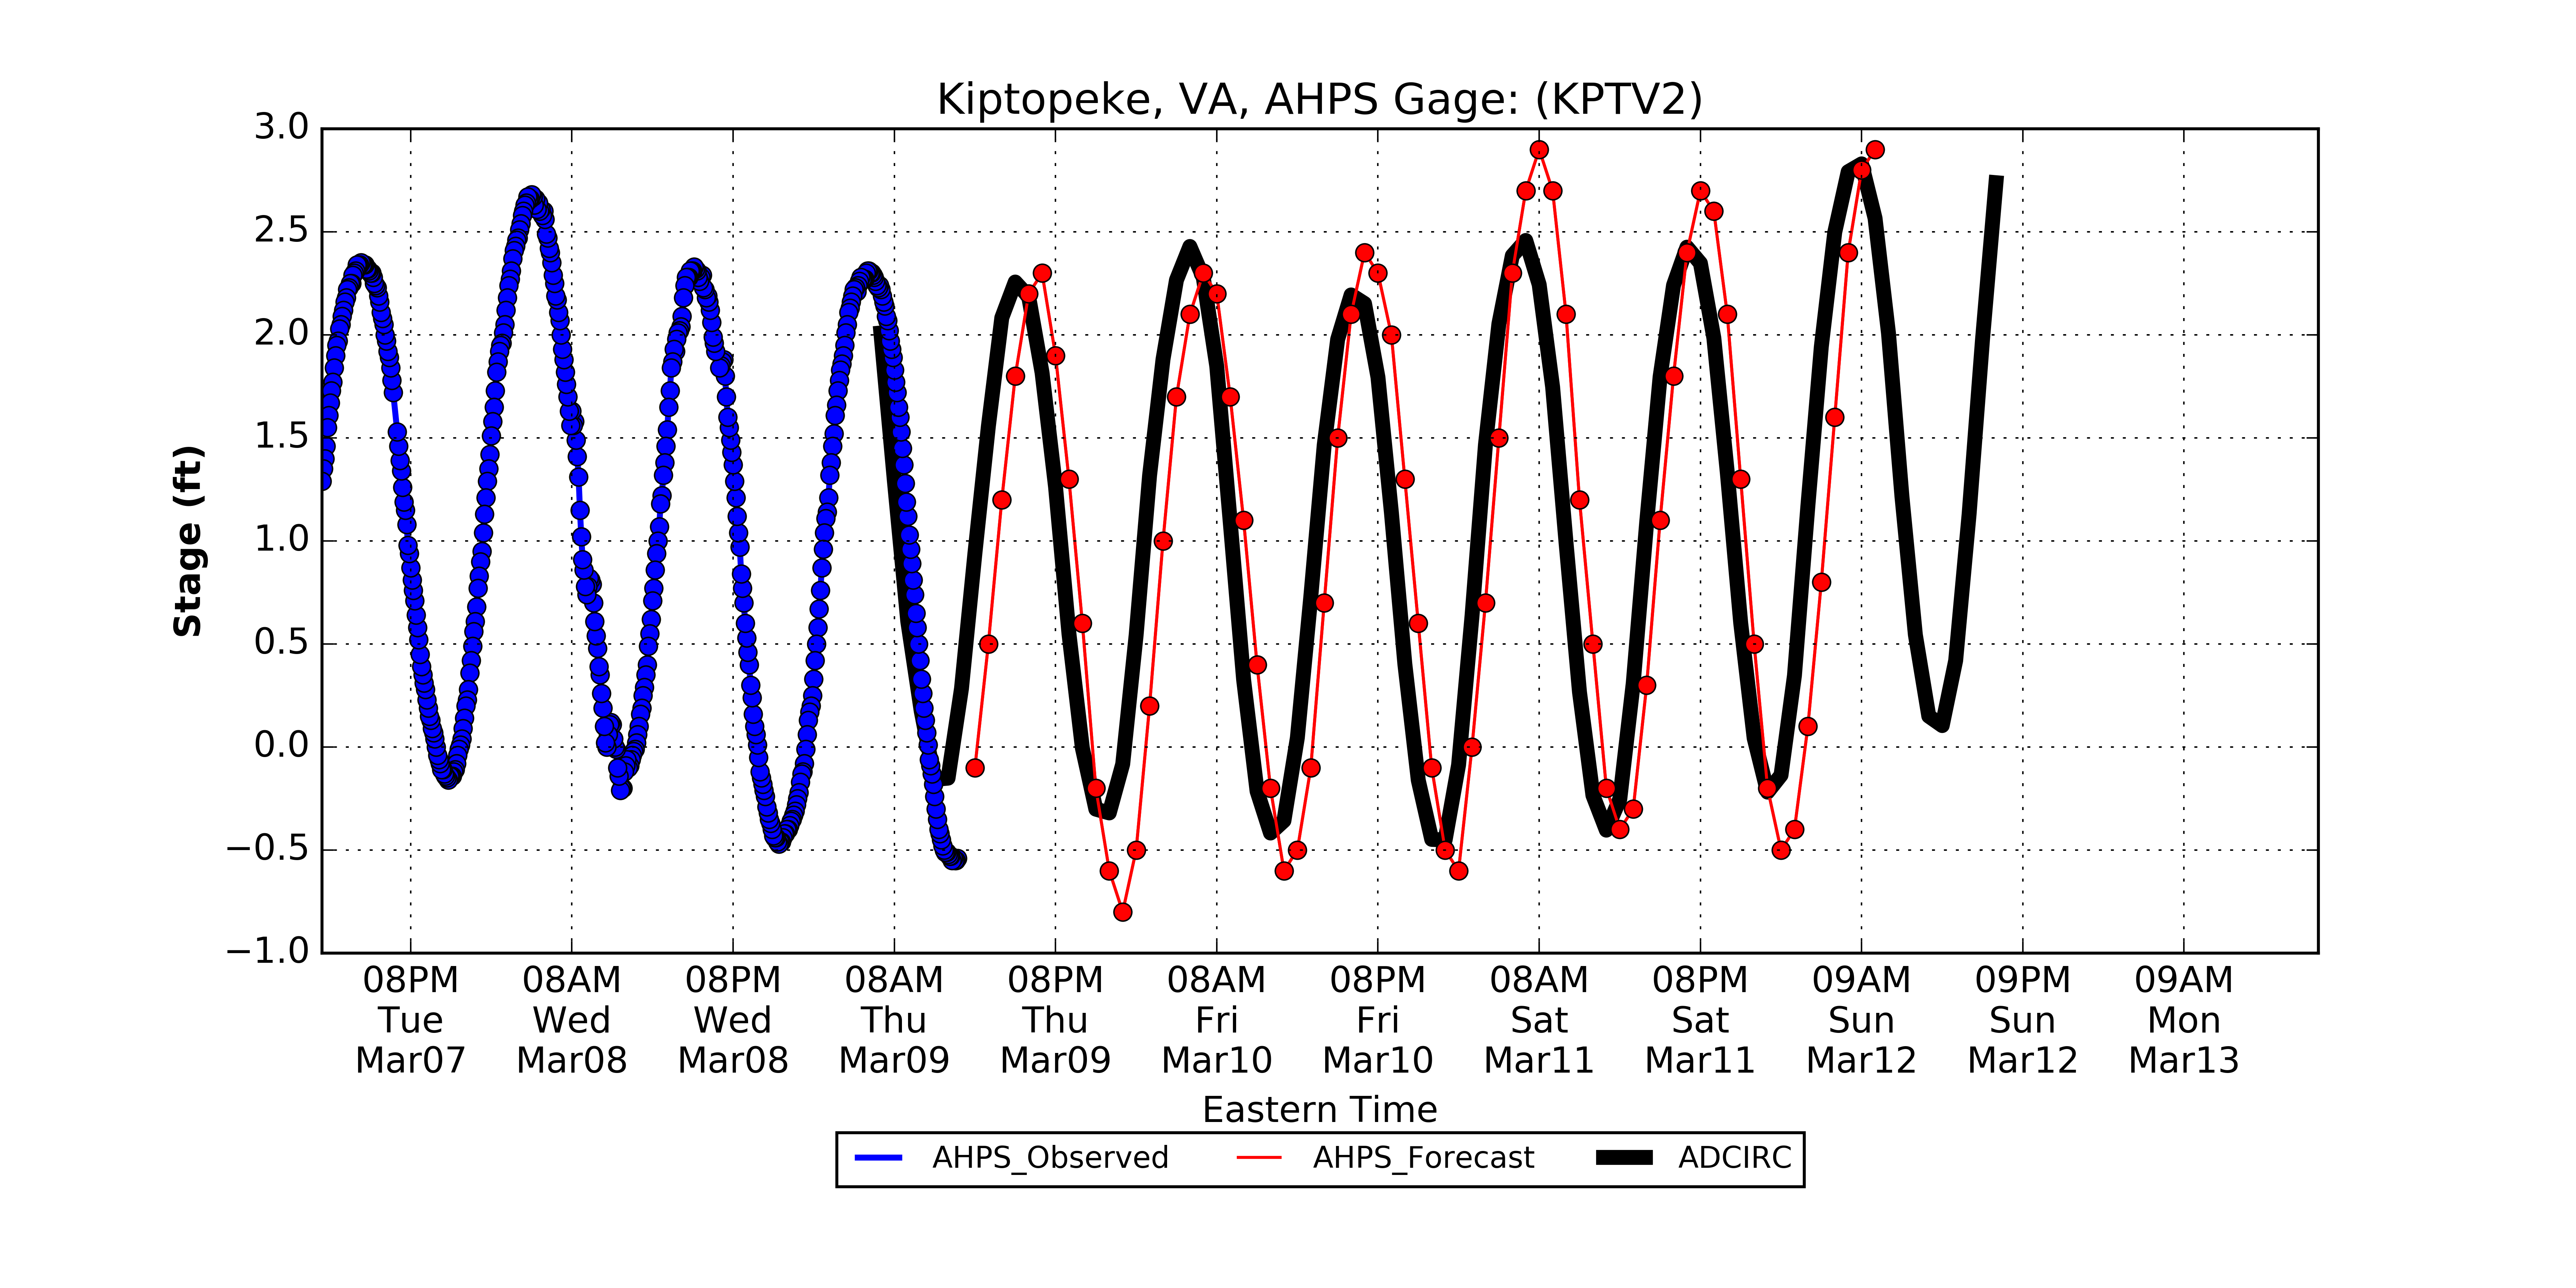 Kiptopeke, VA, AHPS Gage: (KPTV2)
3.0
2.5
2.0
1.5
1.0
0.5
0.0
−0.5
−1.0
Stage (ft)
08PM 08AM 08PM 08AM 08PM 08AM 08PM 08AM 08PM 09AM 09PM 09AM
Tue Wed Wed Thu Thu Fri Fri Sat Sat Sun Sun Mon
Mar07 Mar08 Mar08 Mar09 Mar09 Mar10 Mar10 Mar11 Mar11 Mar12 Mar12 Mar13
Eastern Time
AHPS_Observed AHPS_Forecast ADCIRC